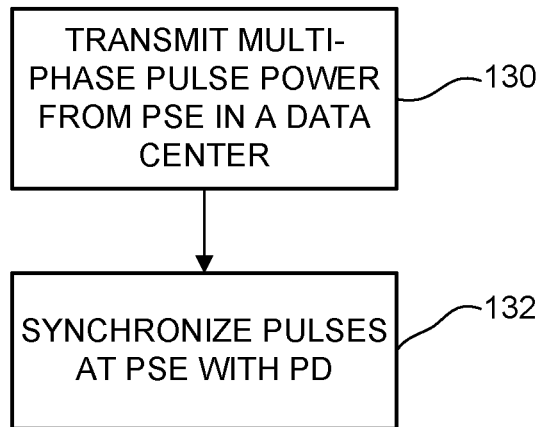 TRANSMIT MULTI-
PHASE PULSE POWER
FROM PSE IN A DATA
CENTER
130
SYNCHRONIZE PULSES
AT PSE WITH PD
132